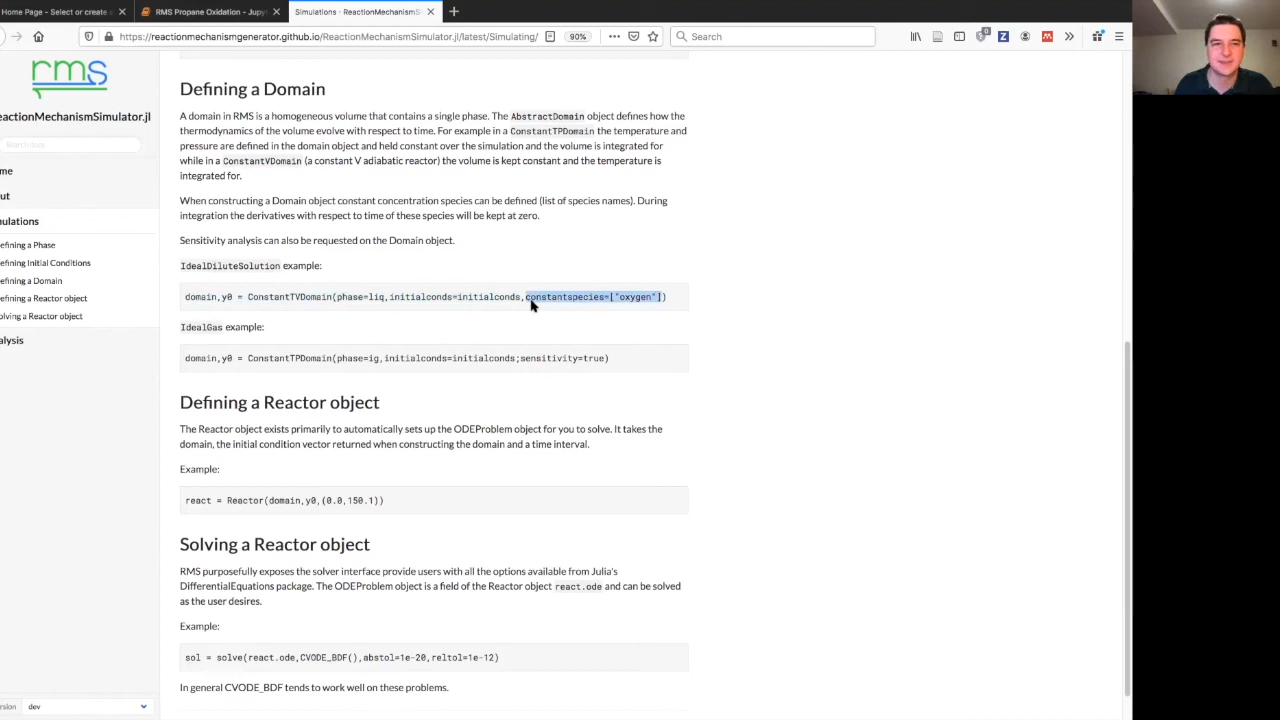 Home Page - Select or create
RMS Propane Oxidation - Jupyt
Simulations · ReactionMechanismS
https://reactionmechanismgenerator.github.io/ReactionMechanismSimulator.jl/latest/Simulating/
90%
Search
rms
eactionMechanismSimulator.jl
Search docs
me
ut
nulations
efining a Phase
efining Initial Conditions
efining a Domain
efining a Reactor object
olving a Reactor object
alysis
rsion
dev
Defining a Domain
A domain in RMS is a homogeneous volume that contains a single phase. The AbstractDomain object defines how the
thermodynamics of the volume evolve with respect to time. For example in a ConstantTPDomain the temperature and
pressure are defined in the domain object and held constant over the simulation and the volume is integrated for
while in a ConstantVDomain (a constant V adiabatic reactor) the volume is kept constant and the temperature is
integrated for.
When constructing a Domain object constant concentration species can be defined (list of species names). During
integration the derivatives with respect to time of these species will be kept at zero.
Sensitivity analysis can also be requested on the Domain object.
IdealDiluteSolution example:
domain,y0 = ConstantTVDomain(phase=liq,initialconds=initialconds,constantspecies=["oxygen"])
IdealGas example:
domain,y0 = ConstantTPDomain(phase=ig,initialconds=initialconds;sensitivity=true)
Defining a Reactor object
The Reactor object exists primarily to automatically sets up the ODEProblem object for you to solve. It takes the
domain, the initial condition vector returned when constructing the domain and a time interval.
Example:
react = Reactor(domain,y0,(0.0,150.1))
Solving a Reactor object
RMS purposefully exposes the solver interface provide users with all the options available from Julia's
DifferentialEquations package. The ODEProblem object is a field of the Reactor object react.ode and can be solved
as the user desires.
Example:
sol = solve(react.ode,CVODE_BDF(),abstol=1e-20,reltol=1e-12)
In general CVODE_BDF tends to work well on these problems.